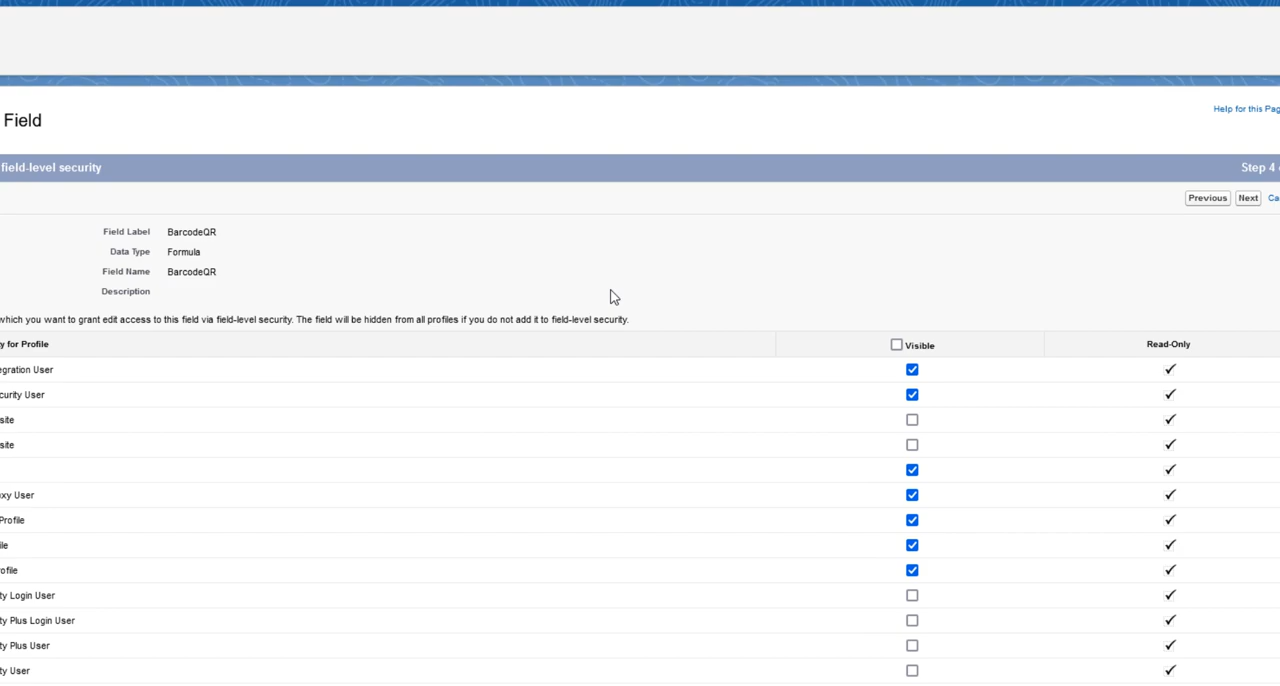 Help for this Pag
Field
field-level security
Step 4
Previous Next Ca
Field Label BarcodeQR
Data Type Formula
Field Name BarcodeQR
Description
which you want to grant edit access to this field via field-level security. The field will be hidden from all profiles if you do not add it to field-level security.
y for Profile Visible Read-Only
egration User
curity User
site
site
xy User
Profile
ile
rofile
ty Login User
ty Plus Login User
ty Plus User
ty User